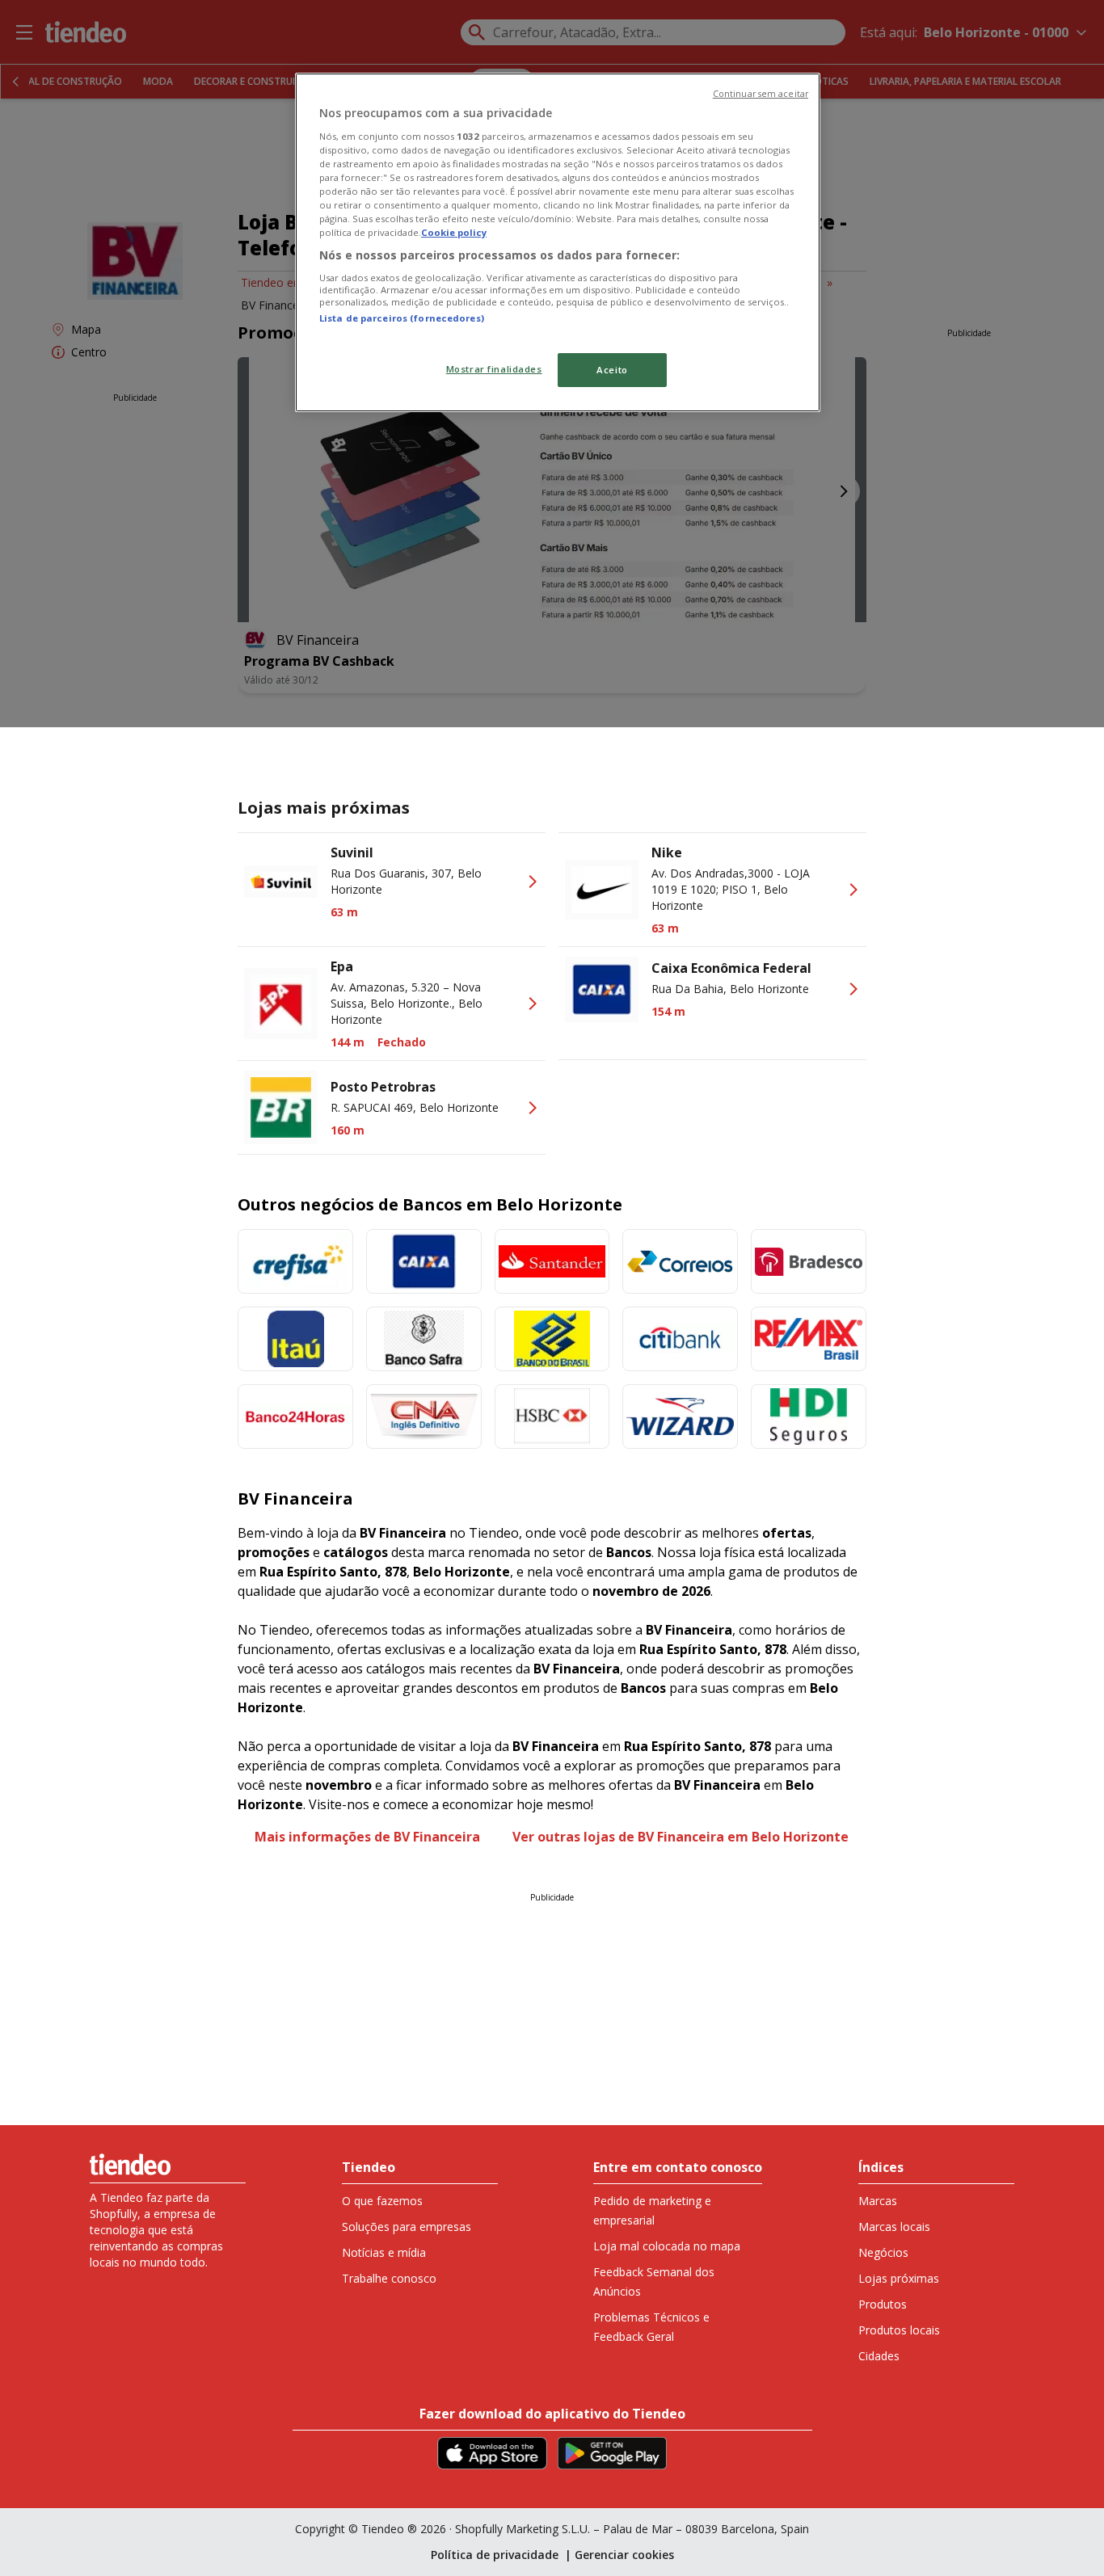 tiendeo
Carrefour, Atacadão, Extra...
Está aqui: Belo Horizonte - 01000
AL DE CONSTRUÇÃO
MODA
LIVRARIA, PAPELARIA E MATERIAL ESCOLAR
Continuar sem aceitar
Nos preocupamos com a sua privacidade
Nós, em conjunto com nossos 1032 parceiros, armazenamos e acessamos dados pessoais em seu
dispositivo, como dados de navegação ou identificadores exclusivos. Selecionar Aceito ativará tecnologias
de rastreamento em apoio às finalidades mostradas na seção "Nós e nossos parceiros tratamos os dados
para fornecer:" Se os rastreadores forem desativados, alguns dos conteúdos e anúncios mostrados
poderão não ser tão relevantes para você. É possível abrir novamente este menu para alterar suas escolhas
ou retirar o consentimento a qualquer momento, clicando no link Mostrar finalidades, na parte inferior da
página. Suas escolhas terão efeito neste veículo/domínio: Website. Para mais detalhes, consulte nossa
política de privacidade.Cookie policy
Nós e nossos parceiros processamos os dados para fornecer:
Usar dados exatos de geolocalização. Verificar ativamente as características do dispositivo para
identificação. Armazenar e/ou acessar informações em um dispositivo. Publicidade e conteúdo
personalizados, medição de publicidade e conteúdo, pesquisa de público e desenvolvimento de serviços..
Lista de parceiros (fornecedores)
Mostrar finalidades
Aceito
BV
FINANCEIRA
Mapa
Centro
Publicidade
Loja
Tiendeo
»
Publicidade
dinheiro recebe de volta
Ganhe cashback de acordo com o seu cartão e sua fatura mensal
Cartão BV Único
Fatura de até R$ 3.000 Ganhe 0,30% de cashback
Fatura de R$ 3.000,01 até R$ 6.000 Ganhe 0,50% de cashback
Fatura de R$ 6.000,01 até R$ 10.000 Ganhe 0,8% de cashback
Fatura a partir R$ 10.000,01 Ganhe 1,5% de cashback
Cartão BV Mais
Fatura de até R$ 3.000 Ganhe 0,20% de cashback
Fatura de R$ 3.000,01 até R$ 6.000 Ganhe 0,40% de cashback
Fatura de R$ 6.000,01 até R$ 10.000 Ganhe 0,70% de cashback
Fatura a partir R$ 10.000,01 Ganhe 1,1% de cashback
BV Financeira
Programa BV Cashback
Válido até 30/12
Lojas mais próximas
Suvinil
Suvinil
Rua Dos Guaranis, 307, Belo
Horizonte
63 m
Nike
Av. Dos Andradas,3000 - LOJA
1019 E 1020; PISO 1, Belo
Horizonte
63 m
EPA
Epa
Av. Amazonas, 5.320 – Nova
Suissa, Belo Horizonte., Belo
Horizonte
144 m Fechado
CAIXA
Caixa Econômica Federal
Rua Da Bahia, Belo Horizonte
154 m
BR
Posto Petrobras
R. SAPUCAI 469, Belo Horizonte
160 m
Outros negócios de Bancos em Belo Horizonte
crefisa
CAIXA
Santander
Correios
Bradesco
Itaú
Banco Safra
BANCO DO BRASIL
citibank
RE/MAX
Brasil
Banco24Horas
CNA
Inglês Definitivo
HSBC
WIZARD
HDI
Seguros
BV Financeira
Bem-vindo à loja da BV Financeira no Tiendeo, onde você pode descobrir as melhores ofertas,
promoções e catálogos desta marca renomada no setor de Bancos. Nossa loja física está localizada
em Rua Espírito Santo, 878, Belo Horizonte, e nela você encontrará uma ampla gama de produtos de
qualidade que ajudarão você a economizar durante todo o novembro de 2026.
No Tiendeo, oferecemos todas as informações atualizadas sobre a BV Financeira, como horários de
funcionamento, ofertas exclusivas e a localização exata da loja em Rua Espírito Santo, 878. Além disso,
você terá acesso aos catálogos mais recentes da BV Financeira, onde poderá descobrir as promoções
mais recentes e aproveitar grandes descontos em produtos de Bancos para suas compras em Belo
Horizonte.
Não perca a oportunidade de visitar a loja da BV Financeira em Rua Espírito Santo, 878 para uma
experiência de compras completa. Convidamos você a explorar as promoções que preparamos para
você neste novembro e a ficar informado sobre as melhores ofertas da BV Financeira em Belo
Horizonte. Visite-nos e comece a economizar hoje mesmo!
Mais informações de BV Financeira
Ver outras lojas de BV Financeira em Belo Horizonte
Publicidade
tiendeo
A Tiendeo faz parte da
Shopfully, a empresa de
tecnologia que está
reinventando as compras
locais no mundo todo.
Tiendeo
O que fazemos
Soluções para empresas
Notícias e mídia
Trabalhe conosco
Entre em contato conosco
Pedido de marketing e
empresarial
Loja mal colocada no mapa
Feedback Semanal dos
Anúncios
Problemas Técnicos e
Feedback Geral
Índices
Marcas
Marcas locais
Negócios
Lojas próximas
Produtos
Produtos locais
Cidades
Fazer download do aplicativo do Tiendeo
Download on the
App Store
GET IT ON
Google Play
Copyright © Tiendeo ® 2026 · Shopfully Marketing S.L.U. – Palau de Mar – 08039 Barcelona, Spain
Política de privacidade | Gerenciar cookies